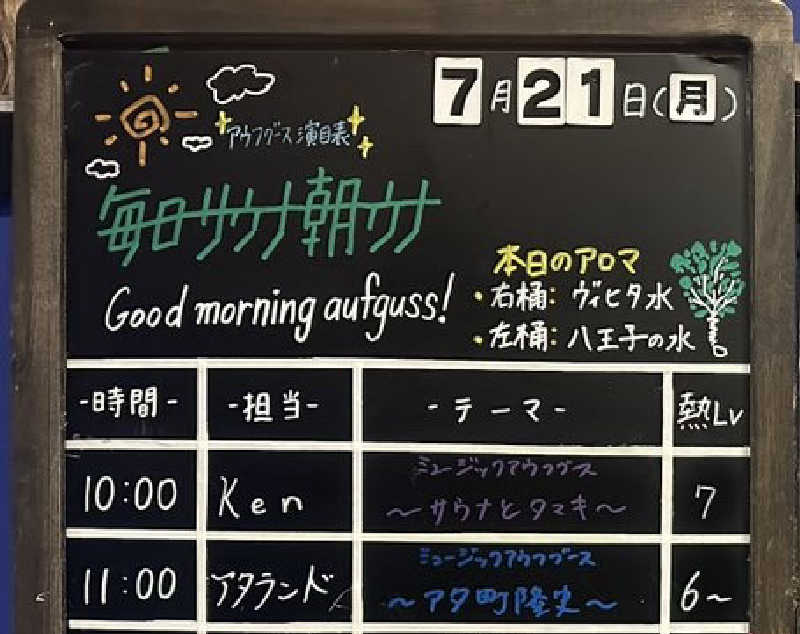 7月21日(月)
アウフグース演目表
毎日サウナ朝ウナ
Good morning aufguss!
本日のアロマ
・右桶: ヴィヒタ水
・左桶: 八王子の水
-時間- -担当- -テーマ- 熱Lv
10:00 Ken ミュージックアウフグース 7
～サウナとタマキ～
11:00 アタランド ミュージックアウフグース 6～
～アタ町隆史～